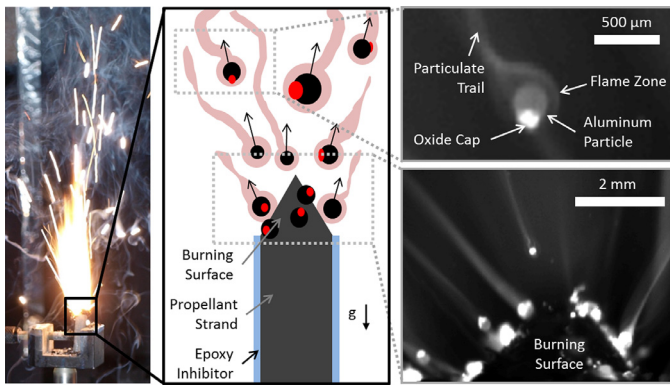 Burning
Surface
Propellant
Strand
Epoxy
Inhibitor
g
500 µm
Particulate
Trail
Flame Zone
Oxide Cap
Aluminum
Particle
2 mm
Burning
Surface